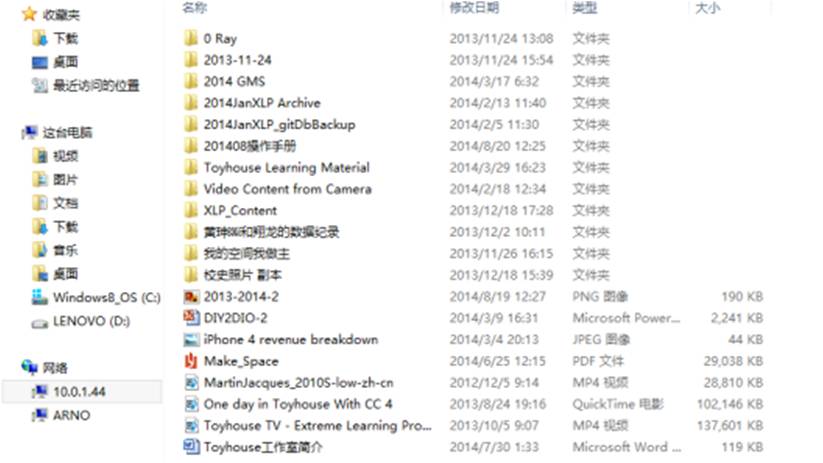 收藏夹
下载
桌面
最近访问的位置
这台电脑
视频
图片
文档
下载
音乐
桌面
Windows8_OS (C:)
LENOVO (D:)
网络
10.0.1.44
ARNO
名称 修改日期 类型 大小
0 Ray 2013/11/24 13:08 文件夹
2013-11-24 2013/11/24 15:54 文件夹
2014 GMS 2014/3/17 6:32 文件夹
2014JanXLP Archive 2014/2/13 11:40 文件夹
2014JanXLP_gitDbBackup 2014/2/5 11:30 文件夹
201408操作手册 2014/8/20 12:25 文件夹
Toyhouse Learning Material 2014/3/29 16:23 文件夹
Video Content from Camera 2014/2/18 12:34 文件夹
XLP_Content 2013/12/18 17:28 文件夹
和翔龙的数据纪录 2013/12/2 10:11 文件夹
我的空间我做主 2013/11/26 16:15 文件夹
校史照片 副本 2013/12/18 15:39 文件夹
2013-2014-2 2014/8/19 12:27 PNG 图像 190 KB
DIY2DIO-2 2014/3/9 16:31 Microsoft Power... 2,241 KB
iPhone 4 revenue breakdown 2014/3/4 20:13 JPEG 图像 44 KB
Make_Space 2014/6/25 12:15 PDF 文件 29,038 KB
MartinJacques_2010S-low-zh-cn 2012/12/5 9:14 MP4 视频 28,810 KB
One day in Toyhouse With CC 4 2013/8/24 19:16 QuickTime 电影 102,146 KB
Toyhouse TV - Extreme Learning Pro... 2013/10/5 9:07 MP4 视频 137,601 KB
Toyhouse工作室简介 2014/7/30 1:33 Microsoft Word ... 119 KB